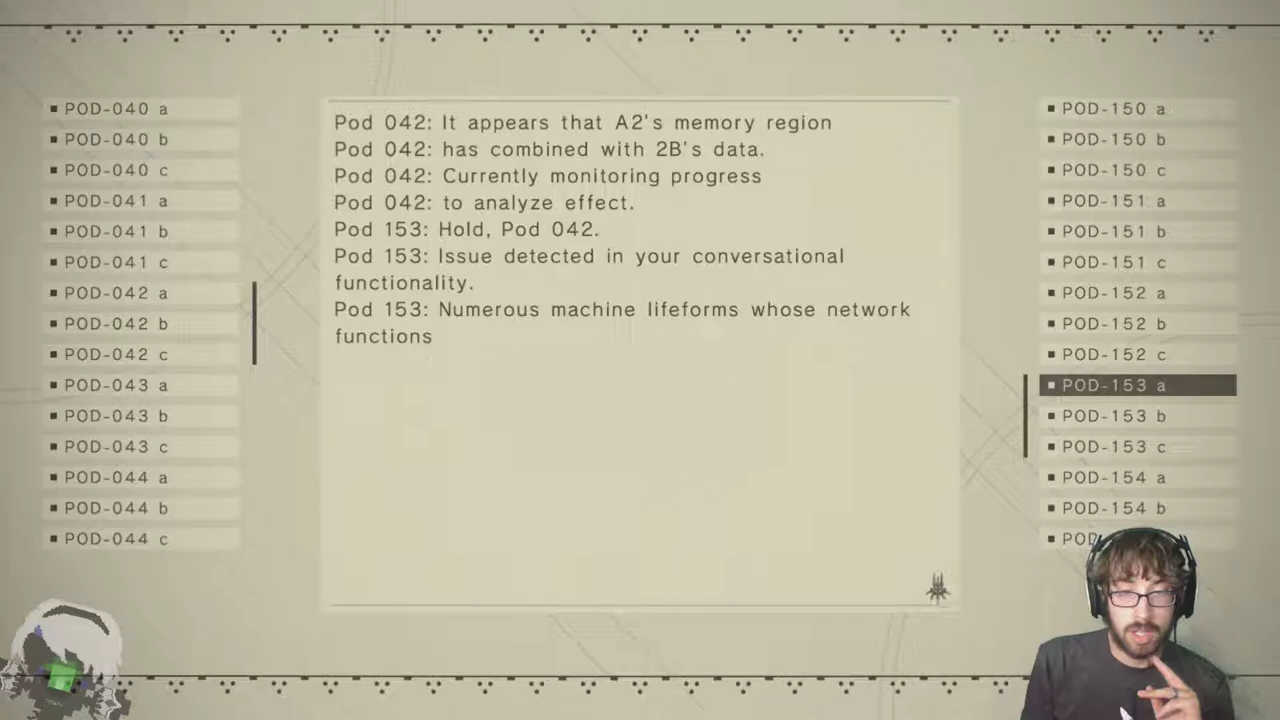 POD-040 a
POD-040 b
POD-040 c
POD-041 a
POD-041 b
POD-041 c
POD-042 a
POD-042 b
POD-042 c
POD-043 a
POD-043 b
POD-043 c
POD-044 a
POD-044 b
POD-044 c
Pod 042: It appears that A2's memory region
Pod 042: has combined with 2B's data.
Pod 042: Currently monitoring progress
Pod 042: to analyze effect.
Pod 153: Hold, Pod 042.
Pod 153: Issue detected in your conversational
functionality.
Pod 153: Numerous machine lifeforms whose network
functions
POD-150 a
POD-150 b
POD-150 c
POD-151 a
POD-151 b
POD-151 c
POD-152 a
POD-152 b
POD-152 c
POD-153 a
POD-153 b
POD-153 c
POD-154 a
POD-154 b